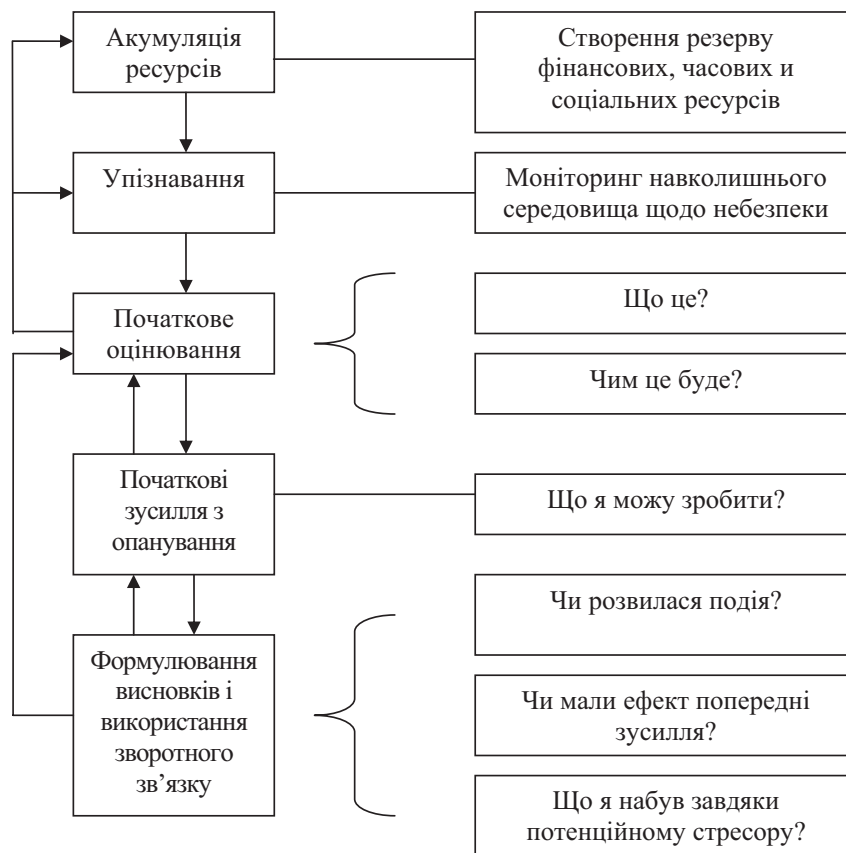 Акумуляція
ресурсів
Створення резерву
фінансових, часових и
соціальних ресурсів
Упізнавання
Моніторинг навколишнього
середовища щодо небезпеки
Початкове
оцінювання
Що це?
Чим це буде?
Початкові
зусилля з
опанування
Що я можу зробити?
Формулювання
висновків і
використання
зворотного
зв’язку
Чи розвилася подія?
Чи мали ефект попередні
зусилля?
Що я набув завдяки
потенційному стресору?